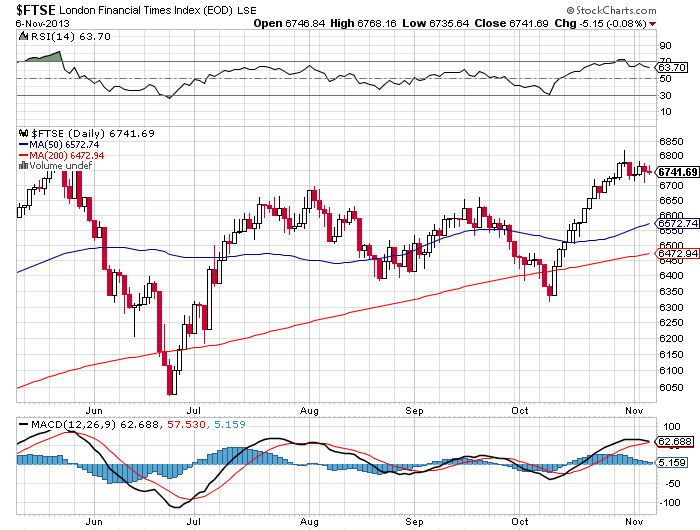 $FTSE London Financial Times Index (EOD) LSE © StockCharts.com
6-Nov-2013 Open 6746.84 High 6768.16 Low 6735.64 Close 6741.69 Chg -5.15 (-0.08%)
RSI(14) 63.70
90
70
63.70
50
30
10
$FTSE (Daily) 6741.69
MA(50) 6572.74
MA(200) 6472.94
Volume undef
6850
6800
6741.69
6700
6650
6600
6572.74
6500
6472.94
6400
6350
6300
6250
6200
6150
6100
6050
Jun Jul Aug Sep Oct Nov
MACD(12,26,9) 62.688, 57.530, 5.159
100
62.688
5.159
-50
-100
Jun Jul Aug Sep Oct Nov